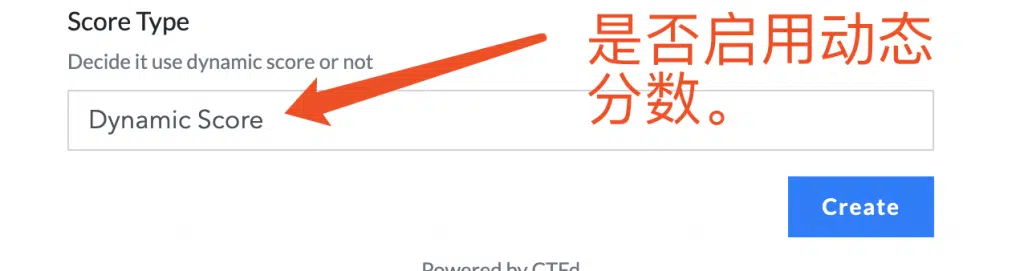 Score Type
Decide it use dynamic score or not
是否启用动态
分数。
Dynamic Score
Create
Powered by CTFd